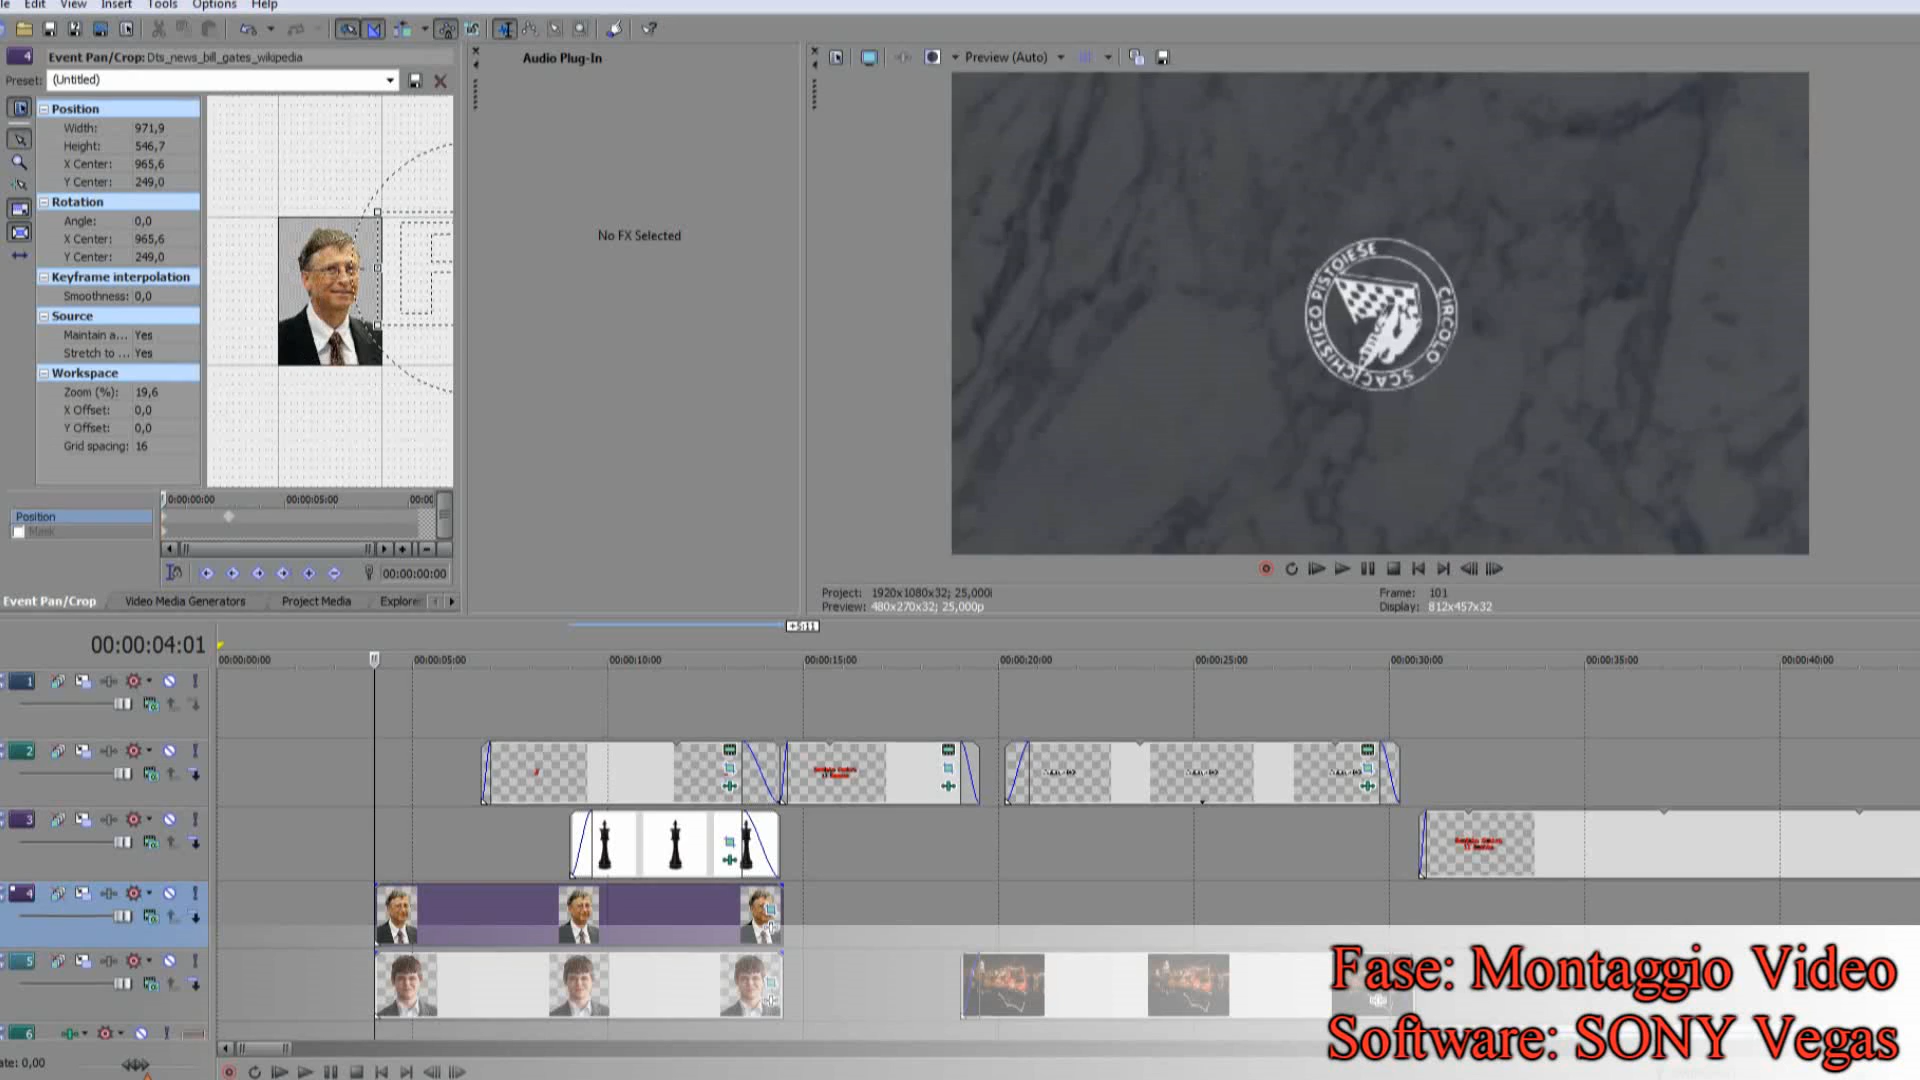 Edit View Insert Tools Options Help
4 Event Pan/Crop: Dts_news_bill_gates_wikipedia
Preset: (Untitled)
Position
Width: 971,9
Height: 546,7
X Center: 965,6
Y Center: 249,0
Rotation
Angle: 0,0
X Center: 965,6
Y Center: 249,0
Keyframe interpolation
Smoothness: 0,0
Source
Maintain a... Yes
Stretch to ... Yes
Workspace
Zoom (%): 19,6
X Offset: 0,0
Y Offset: 0,0
Grid spacing: 16
0:00:00:00 00:00:05:00
Position
Mask
00:00:00:00
Event Pan/Crop Video Media Generators Project Media Explore
Audio Plug-In
No FX Selected
Preview (Auto)
CIRCOLO SCACCHISTICO PISTOIESE
Project: 1920x1080x32; 25,000i
Preview: 480x270x32; 25,000p
Frame: 101
Display: 812x457x32
00:00:04:01
+5:11
00:00:00:00 00:00:05:00 00:00:10:00 00:00:15:00 00:00:20:00 00:00:25:00 00:00:30:00 00:00:35:00 00:00:40:00
1
2
3
4
5
6
ate: 0,00
Fase: Montaggio Video
Software: SONY Vegas